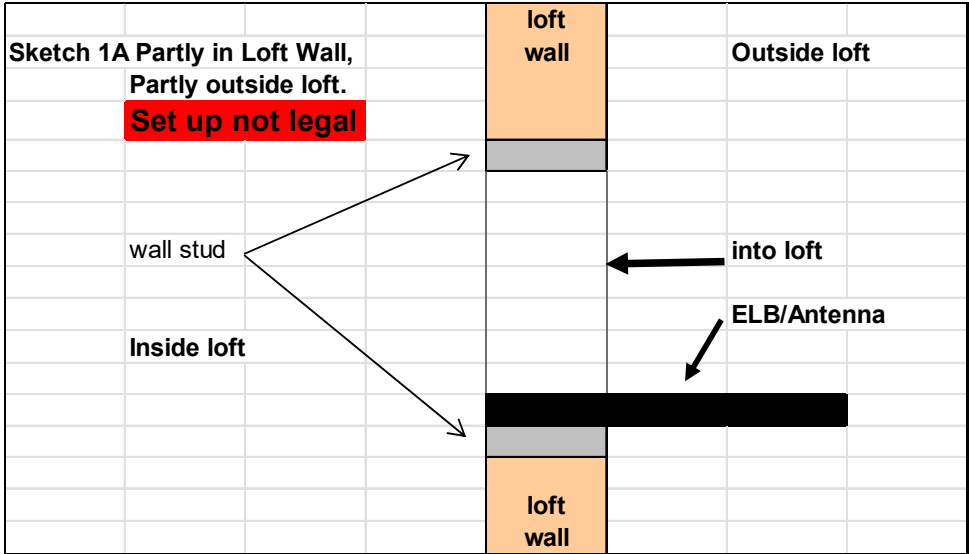 loft
wall
Sketch 1A Partly in Loft Wall,
Partly outside loft.
Outside loft
Set up not legal
wall stud
into loft
ELB/Antenna
Inside loft
loft
wall